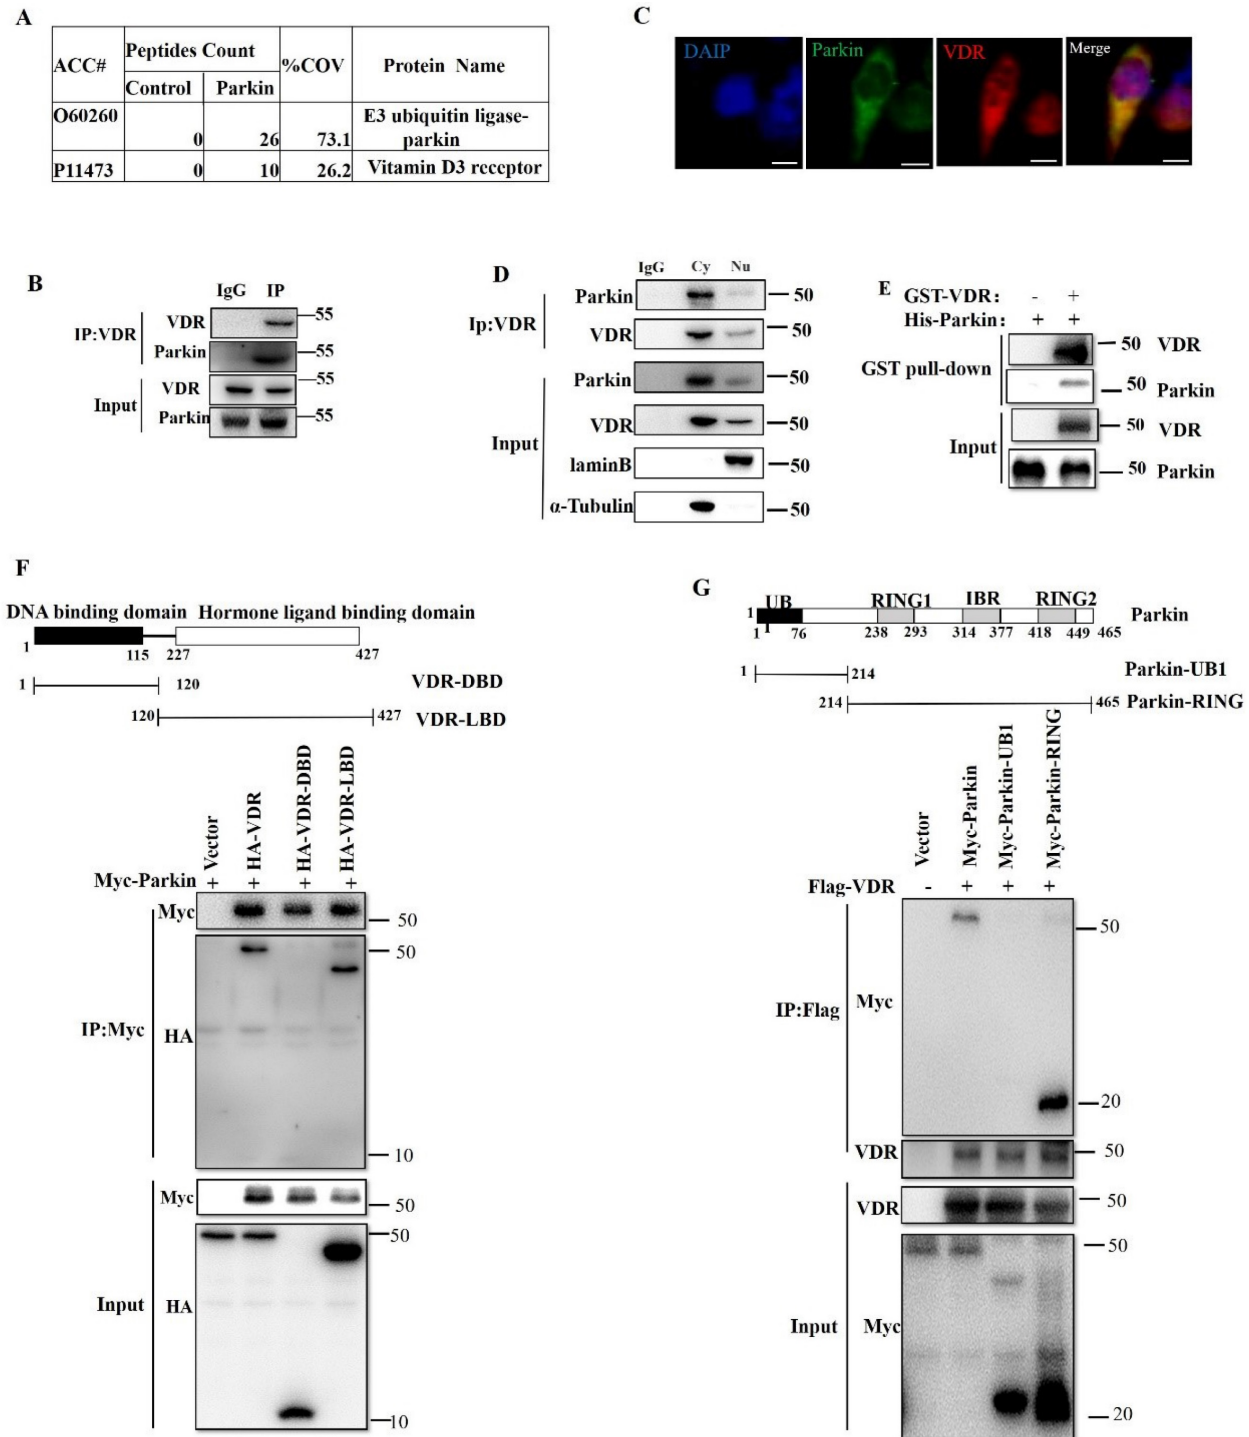 A
ACC# Peptides Count %COV Protein Name
Control Parkin
O60260 0 26 73.1 E3 ubiquitin ligase-
parkin
P11473 0 10 26.2 Vitamin D3 receptor
C
DAIP Parkin VDR Merge
B
IgG IP
IP:VDR VDR 55
Parkin 55
Input VDR 55
Parkin 55
D
IgG Cy Nu
Ip:VDR Parkin 50
VDR 50
Input Parkin 50
VDR 50
laminB 50
α-Tubulin 50
E
GST-VDR: - +
His-Parkin: + +
GST pull-down 50 VDR
50 Parkin
Input 50 VDR
50 Parkin
F
DNA binding domain Hormone ligand binding domain
1 115 227 427
1 120 VDR-DBD
120 427 VDR-LBD
Vector HA-VDR HA-VDR-DBD HA-VDR-LBD
Myc-Parkin + + + +
IP:Myc Myc 50
HA 50
10
Input Myc 50
HA 50
10
G
UB RING1 IBR RING2
1 Parkin
1 1 76 238 293 314 377 418 449 465
1 214 Parkin-UB1
214 465 Parkin-RING
Vector Myc-Parkin Myc-Parkin-UB1 Myc-Parkin-RING
Flag-VDR - + + +
IP:Flag Myc 50
20
VDR 50
Input VDR 50
Myc 50
20